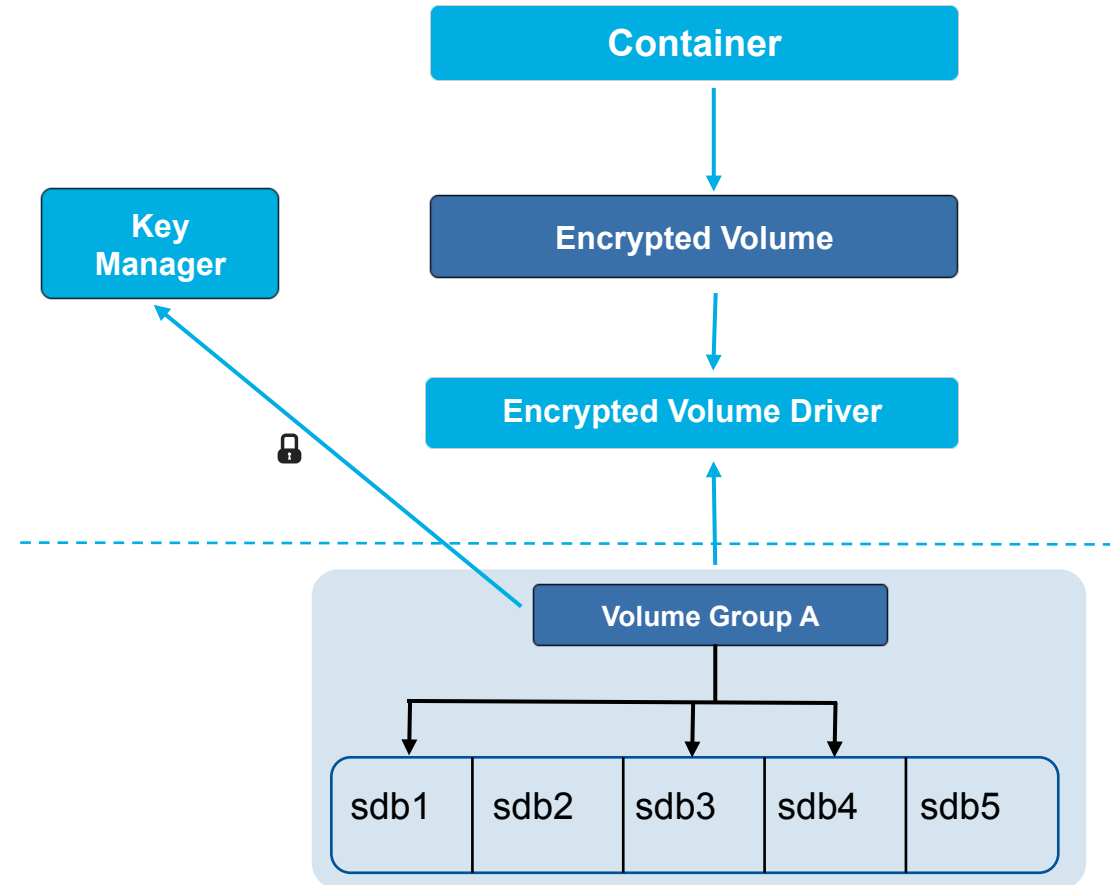 Container
Key
Manager
Encrypted Volume
Encrypted Volume Driver
Volume Group A
sdb1
sdb2
sdb3
sdb4
sdb5